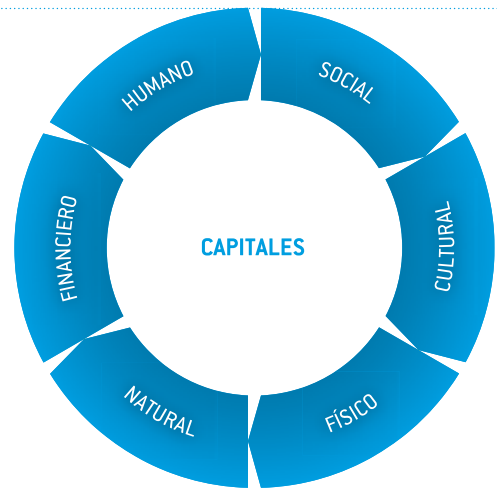 HUMANO
SOCIAL
FINANCIERO
CAPITALES
CULTURAL
NATURAL
FÍSICO